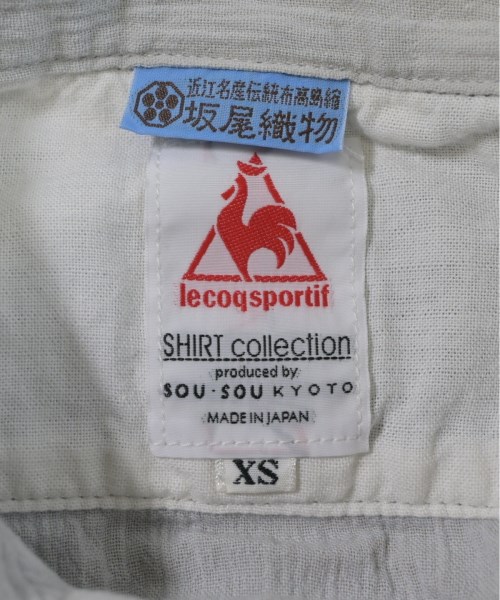 近江名産伝統布高島縮
坂尾織物
lecoqsportif
SHIRT collection
produced by
SOU・SOU KYOTO
MADE IN JAPAN
XS